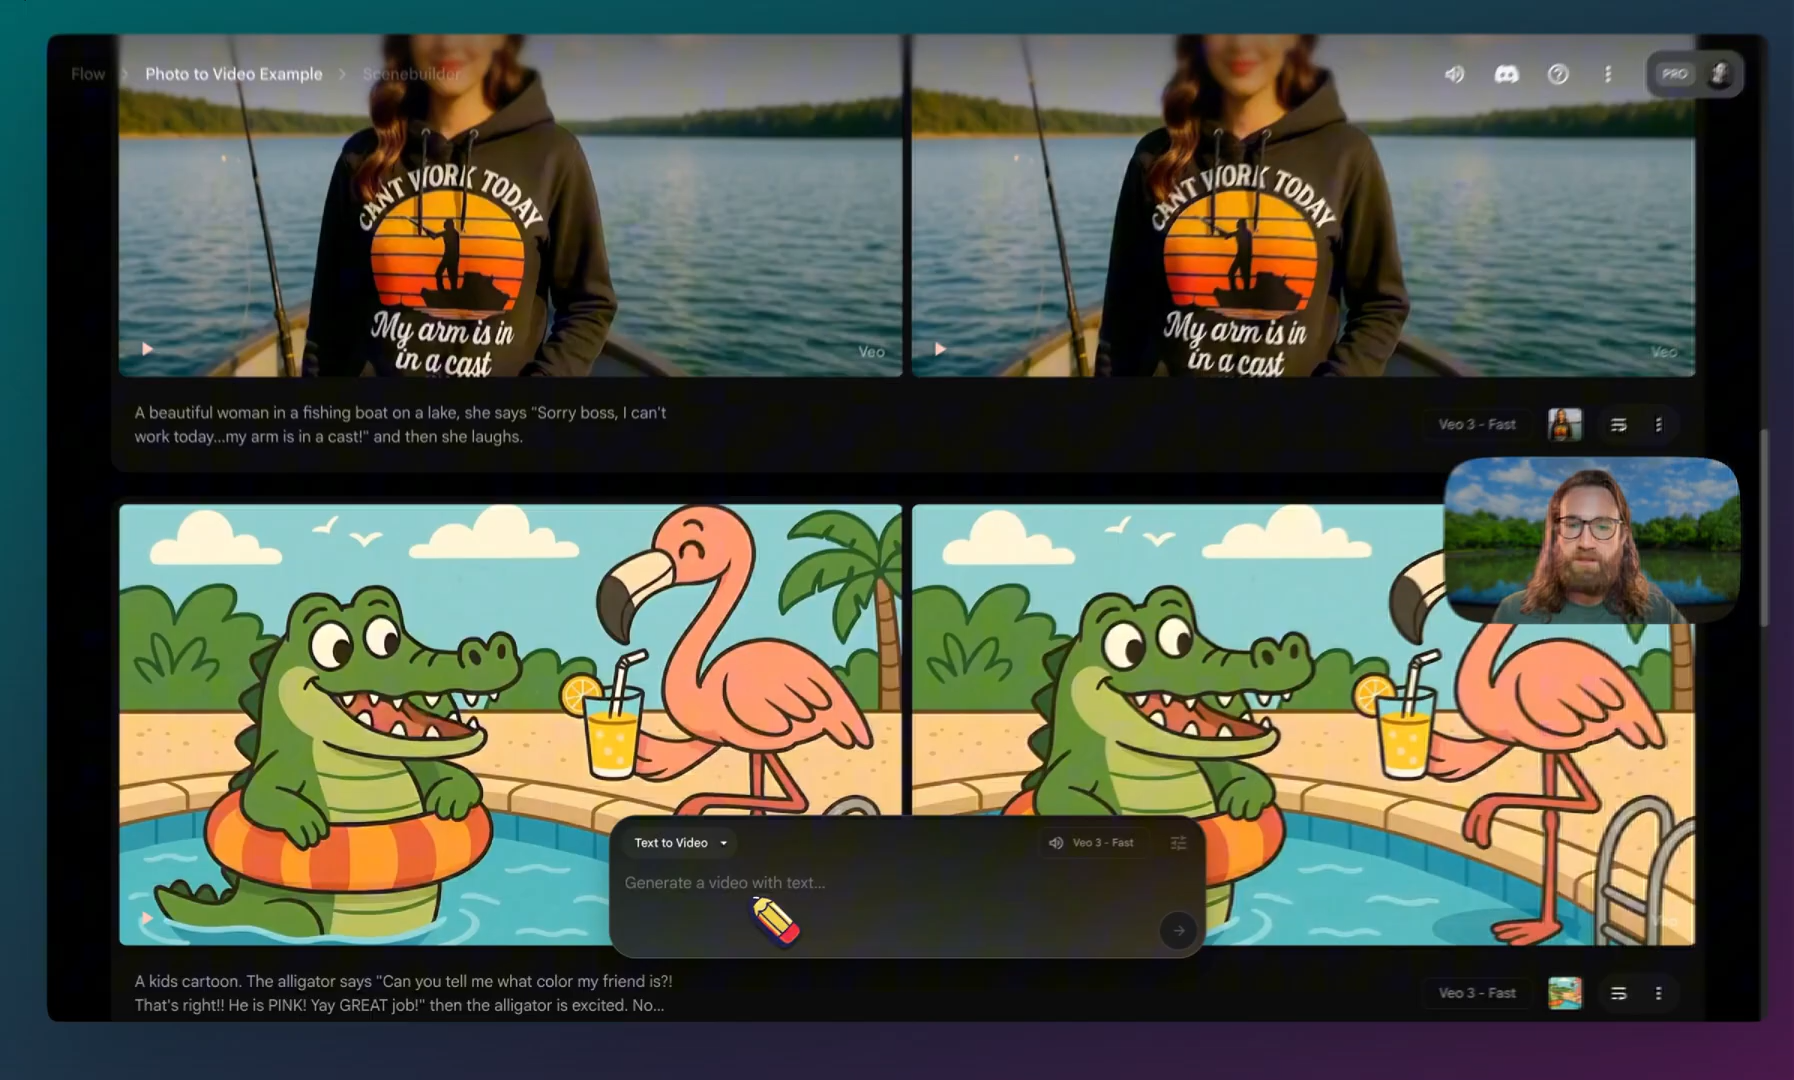 Flow > Photo to Video Example > Scenebuilder
PRO
CAN'T WORK TODAY
My arm is in
in a cast
Veo
CAN'T WORK TODAY
My arm is in
in a cast
Veo
A beautiful woman in a fishing boat on a lake, she says "Sorry boss, I can't
work today...my arm is in a cast!" and then she laughs.
Veo 3 - Fast
Text to Video
Veo 3 - Fast
Generate a video with text...
Veo
A kids cartoon. The alligator says "Can you tell me what color my friend is?!
That's right!! He is PINK! Yay GREAT job!" then the alligator is excited. No...
Veo 3 - Fast